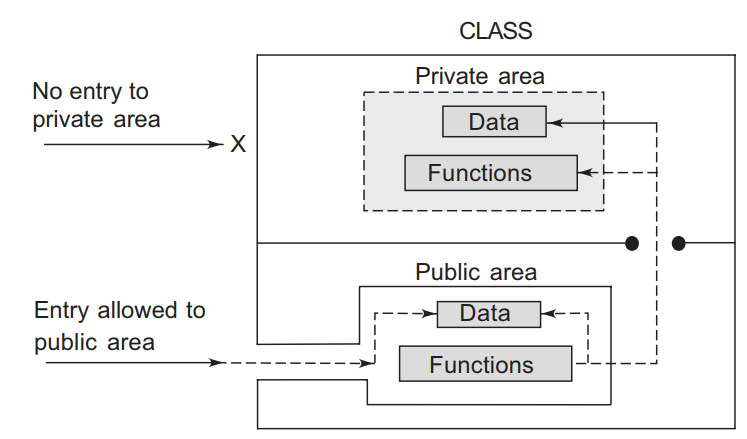 CLASS
Private area
No entry to
private area
X
Data
Functions
Public area
Entry allowed to
public area
Data
Functions